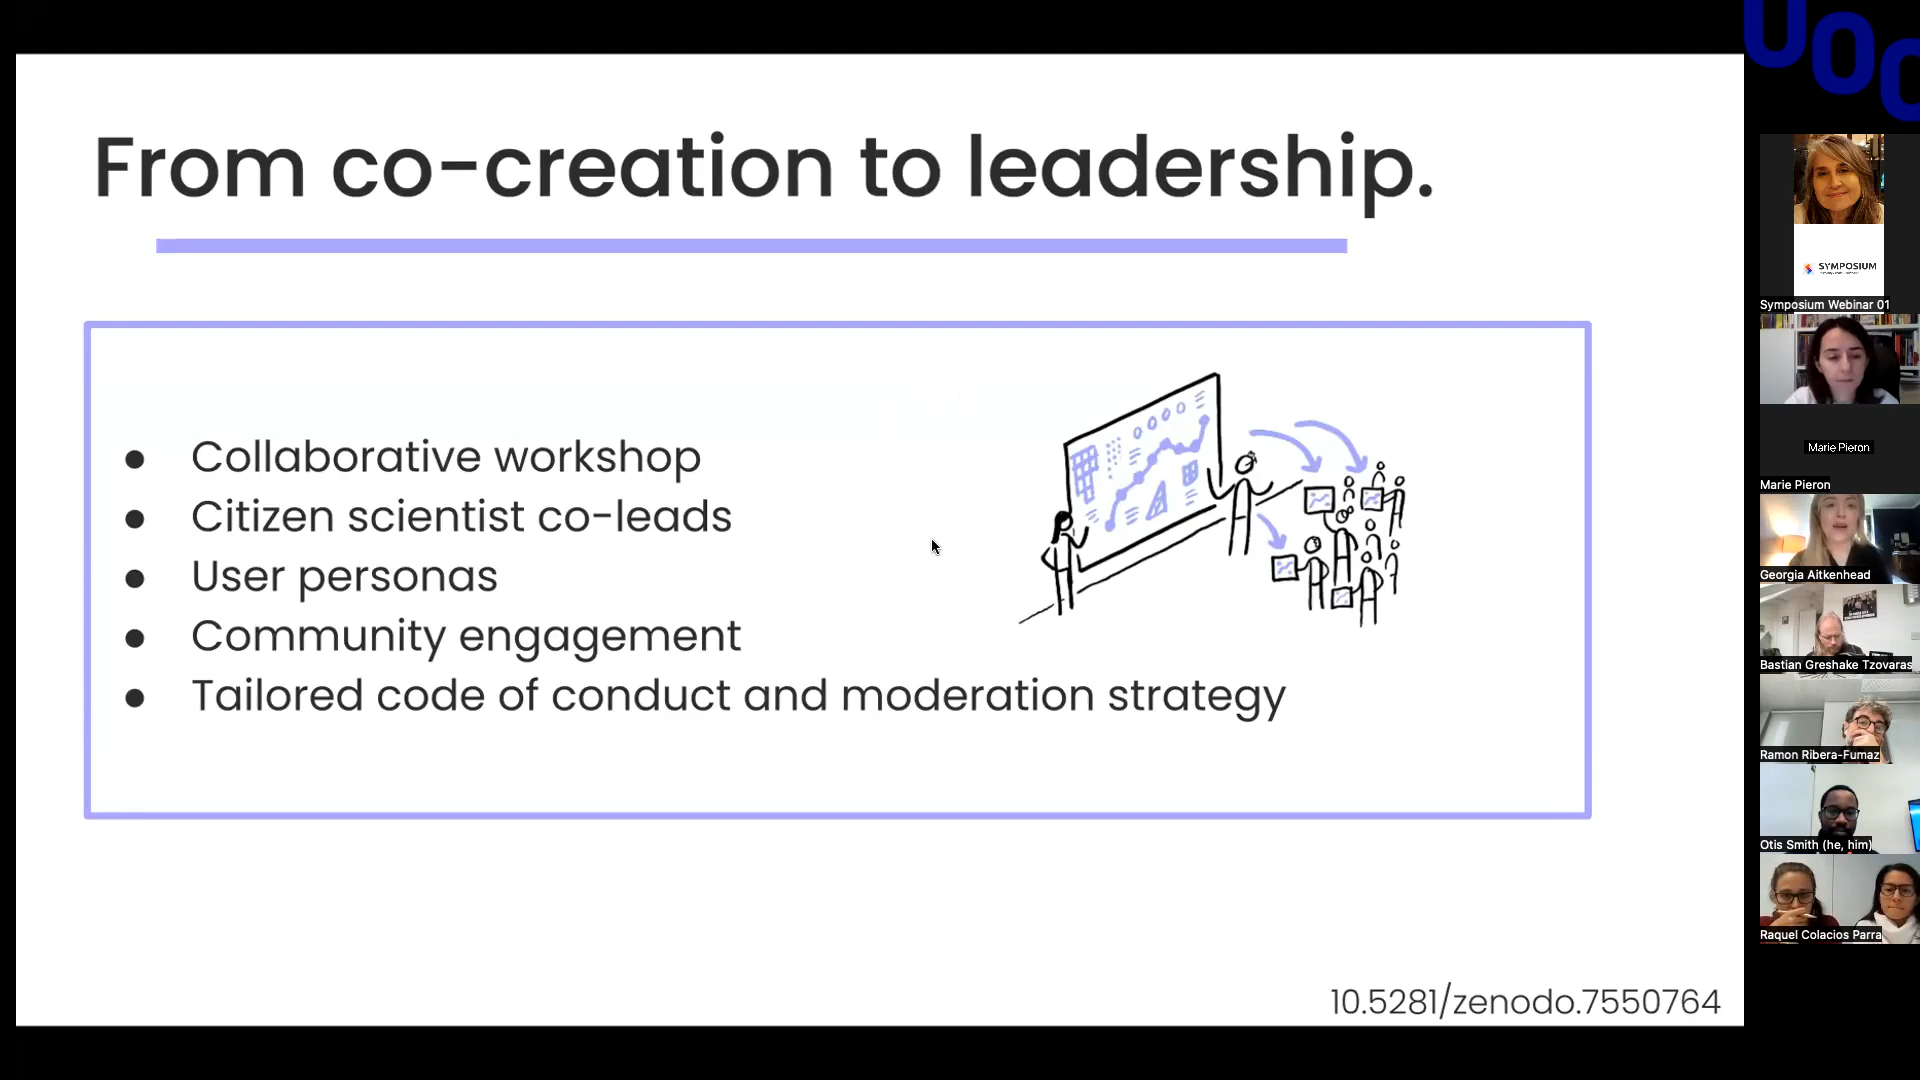 UOC
From co-creation to leadership.
● Collaborative workshop
● Citizen scientist co-leads
● User personas
● Community engagement
● Tailored code of conduct and moderation strategy
10.5281/zenodo.7550764
SYMPOSIUM
Symposium Webinar 01
Marie Pieron
Marie Pieron
Georgia Aitkenhead
Bastian Greshake Tzovaras
Ramon Ribera-Fumaz
Otis Smith (he, him)
Raquel Colacios Parra